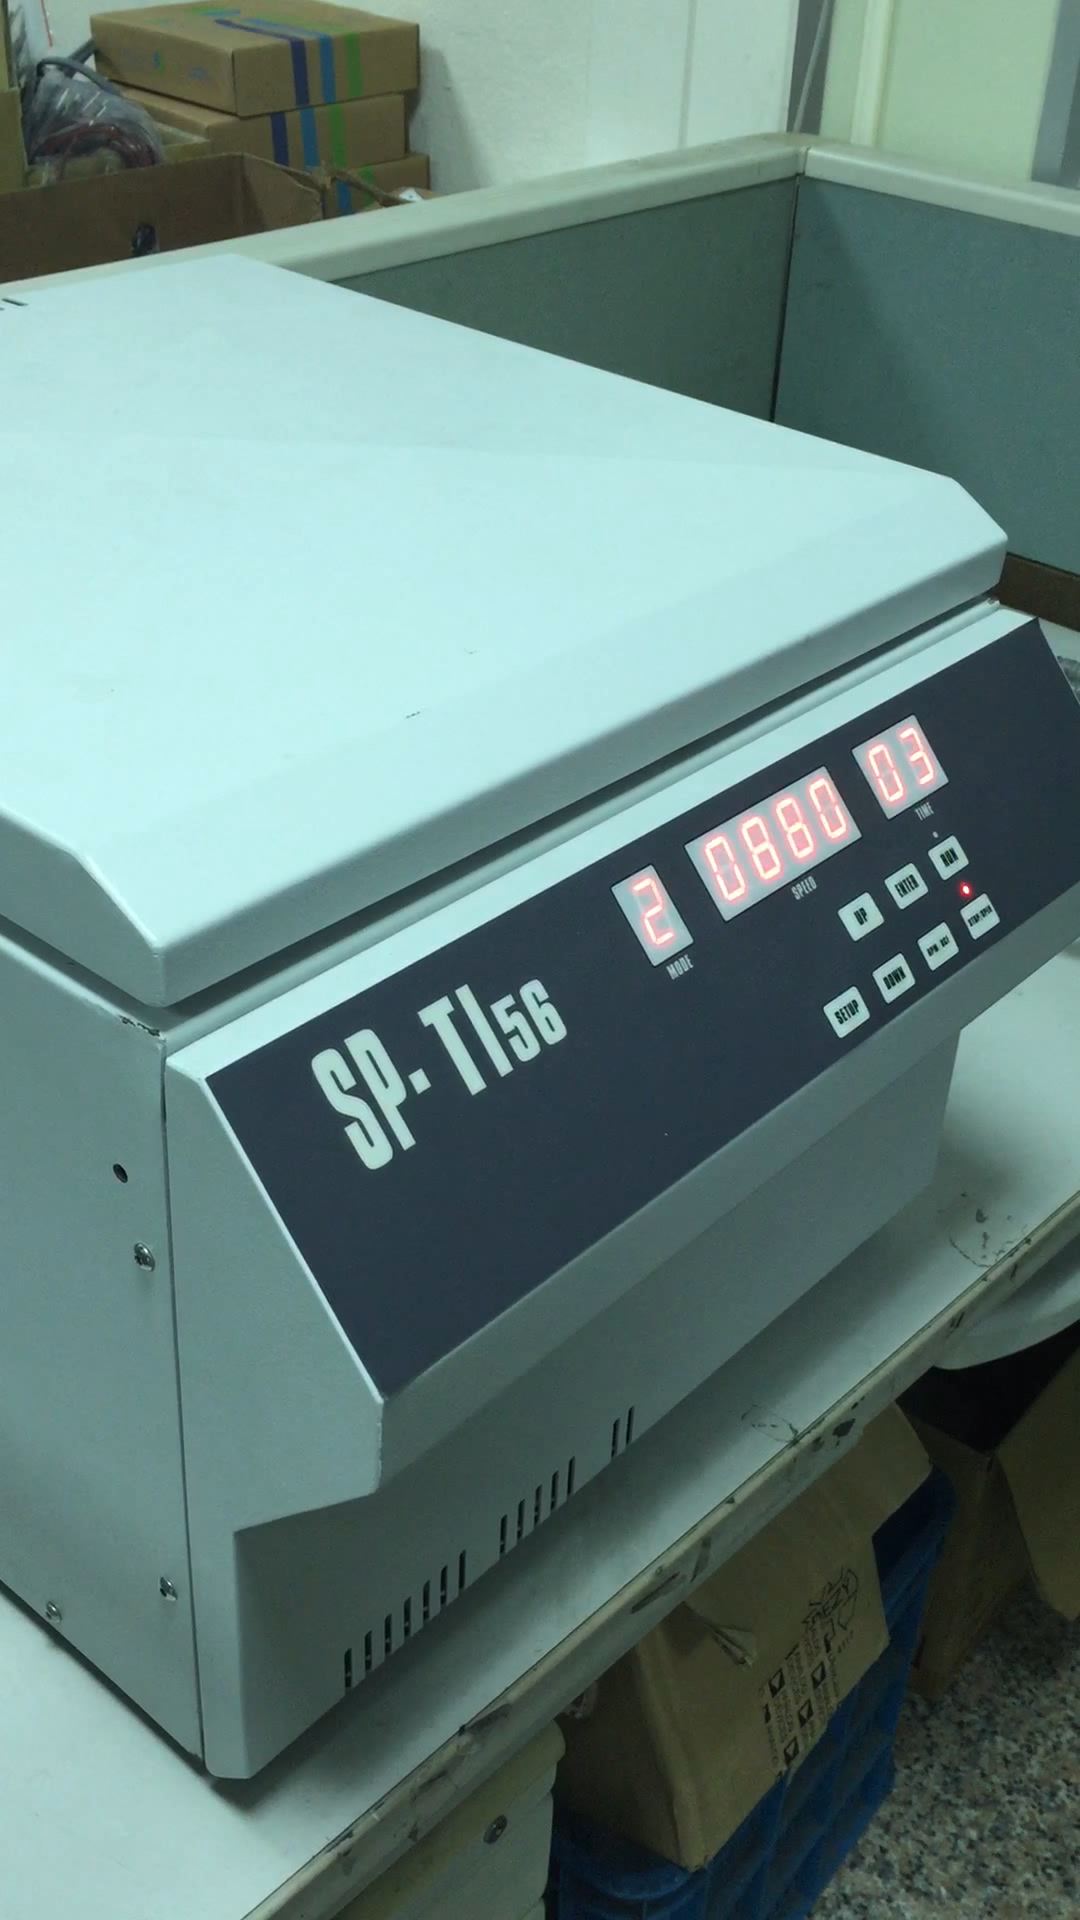 SP-TI56
2
MODE
0880
SPEED
03
TIME
UP
ENTER
RUN
SETUP
DOWN
RPM/RCF
STOP/OPEN